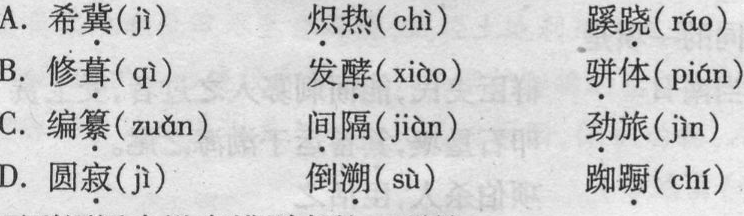 A. 希冀(jì) 炽热(chì) 蹊跷(ráo)
B. 修葺(qì) 发酵(xiào) 骈体(pián)
C. 编纂(zuǎn) 间隔(jiàn) 劲旅(jìn)
D. 圆寂(jì) 倒溯(sù) 踟蹰(chí)